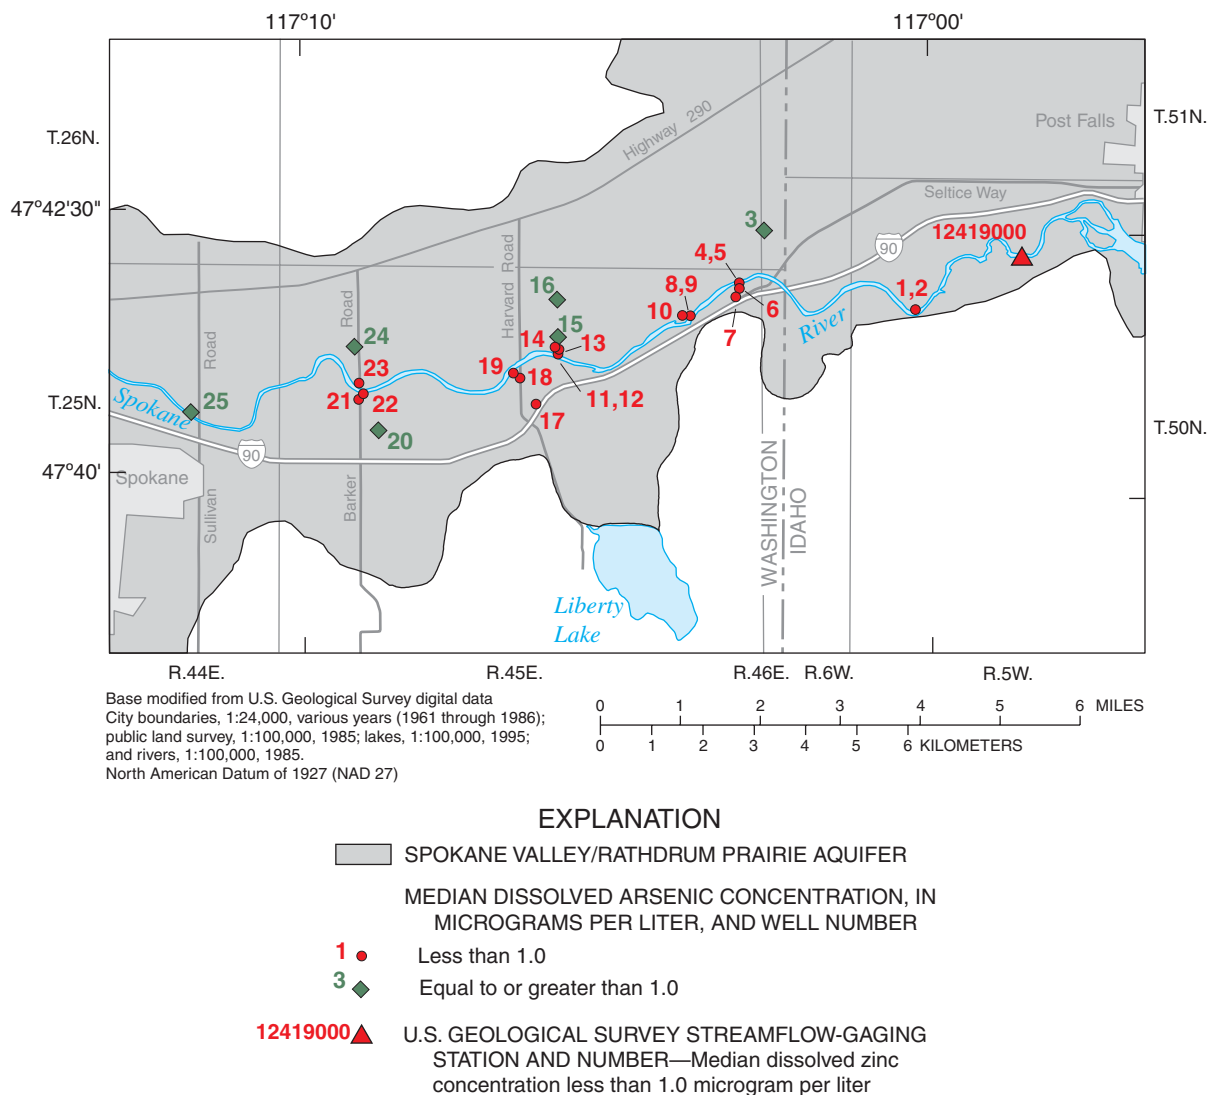 117°10'
117°00'
T.26N.
47°42'30"
T.25N.
47°40'
T.51N.
T.50N.
Post Falls
Highway 290
Seltice Way
12419000
90
3
4,5
8,9
10
6
7
1,2
River
16
15
14
13
11,12
19
18
17
Harvard Road
24
23
21
22
20
Road
Barker
25
Road
Sullivan
Spokane
90
Spokane
WASHINGTON
IDAHO
Liberty
Lake
R.44E.
R.45E.
R.46E.
R.6W.
R.5W.
Base modified from U.S. Geological Survey digital data
City boundaries, 1:24,000, various years (1961 through 1986);
public land survey, 1:100,000, 1985; lakes, 1:100,000, 1995;
and rivers, 1:100,000, 1985.
North American Datum of 1927 (NAD 27)
0 1 2 3 4 5 6 MILES
0 1 2 3 4 5 6 KILOMETERS
EXPLANATION
SPOKANE VALLEY/RATHDRUM PRAIRIE AQUIFER
MEDIAN DISSOLVED ARSENIC CONCENTRATION, IN
MICROGRAMS PER LITER, AND WELL NUMBER
1 Less than 1.0
3 Equal to or greater than 1.0
12419000 U.S. GEOLOGICAL SURVEY STREAMFLOW-GAGING
STATION AND NUMBER—Median dissolved zinc
concentration less than 1.0 microgram per liter